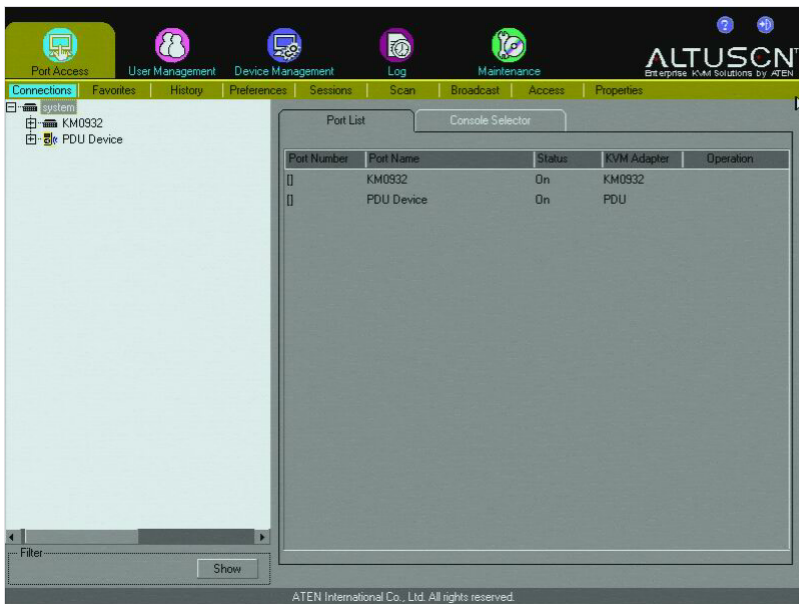 Port Access User Management Device Management Log Maintenance
ALTUSCN
Enterprise KVM Solutions by ATEN
Connections Favorites History Preferences Sessions Scan Broadcast Access Properties
system
KM0932
PDU Device
Port List Console Selector
Port Number Port Name Status KVM Adapter Operation
[] KM0932 On KM0932
[] PDU Device On PDU
Filter
Show
ATEN International Co., Ltd. All rights reserved.